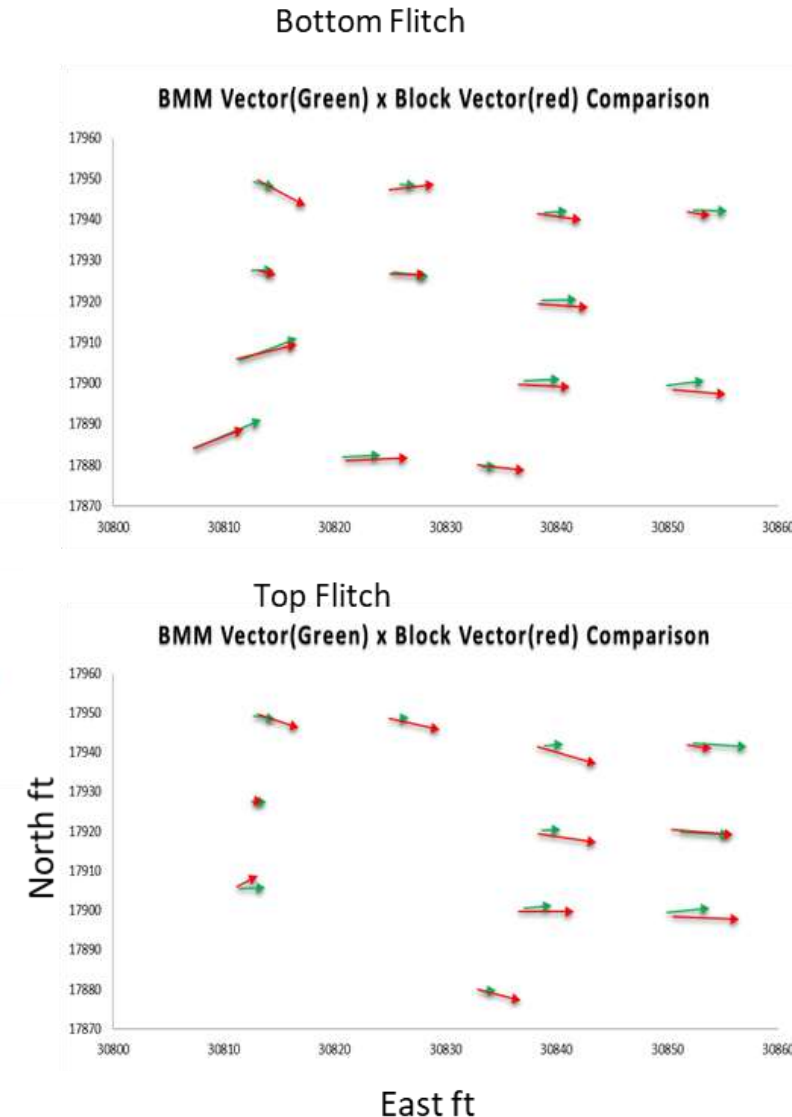 Bottom Flitch
BMM Vector(Green) x Block Vector(red) Comparison
17960
17950
17940
17930
17920
17910
17900
17890
17880
17870
30800 30810 30820 30830 30840 30850 30860
Top Flitch
BMM Vector(Green) x Block Vector(red) Comparison
North ft
17960
17950
17940
17930
17920
17910
17900
17890
17880
17870
30800 30810 30820 30830 30840 30850 30860
East ft